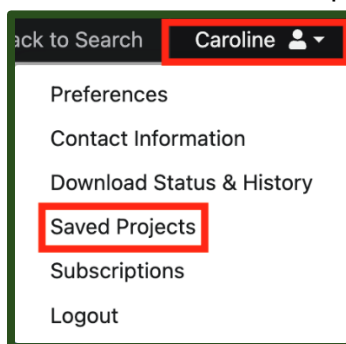 ack to Search Caroline
Preferences
Contact Information
Download Status & History
Saved Projects
Subscriptions
Logout